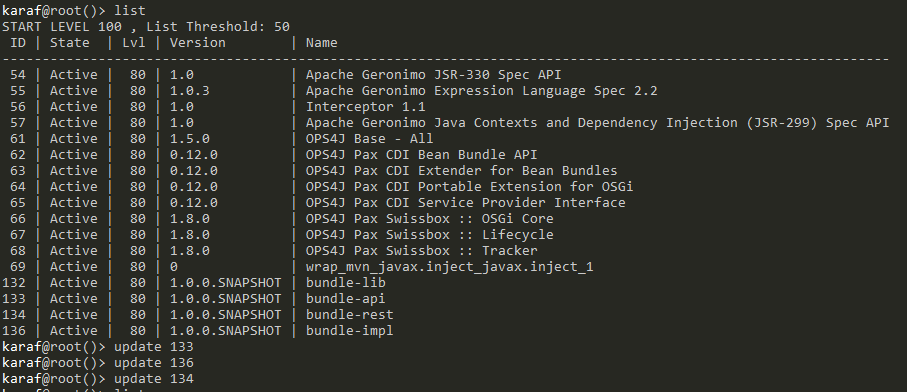 karaf@root()> list
START LEVEL 100 , List Threshold: 50
 ID | State  | Lvl | Version        | Name
-------------------------------------------------------------------------------------------------------------
 54 | Active |  80 | 1.0            | Apache Geronimo JSR-330 Spec API
 55 | Active |  80 | 1.0.3          | Apache Geronimo Expression Language Spec 2.2
 56 | Active |  80 | 1.0            | Interceptor 1.1
 57 | Active |  80 | 1.0            | Apache Geronimo Java Contexts and Dependency Injection (JSR-299) Spec API
 61 | Active |  80 | 1.5.0          | OPS4J Base - All
 62 | Active |  80 | 0.12.0         | OPS4J Pax CDI Bean Bundle API
 63 | Active |  80 | 0.12.0         | OPS4J Pax CDI Extender for Bean Bundles
 64 | Active |  80 | 0.12.0         | OPS4J Pax CDI Portable Extension for OSGi
 65 | Active |  80 | 0.12.0         | OPS4J Pax CDI Service Provider Interface
 66 | Active |  80 | 1.8.0          | OPS4J Pax Swissbox :: OSGi Core
 67 | Active |  80 | 1.8.0          | OPS4J Pax Swissbox :: Lifecycle
 68 | Active |  80 | 1.8.0          | OPS4J Pax Swissbox :: Tracker
 69 | Active |  80 | 0              | wrap_mvn_javax.inject_javax.inject_1
132 | Active |  80 | 1.0.0.SNAPSHOT | bundle-lib
133 | Active |  80 | 1.0.0.SNAPSHOT | bundle-api
134 | Active |  80 | 1.0.0.SNAPSHOT | bundle-rest
136 | Active |  80 | 1.0.0.SNAPSHOT | bundle-impl
karaf@root()> update 133
karaf@root()> update 136
karaf@root()> update 134